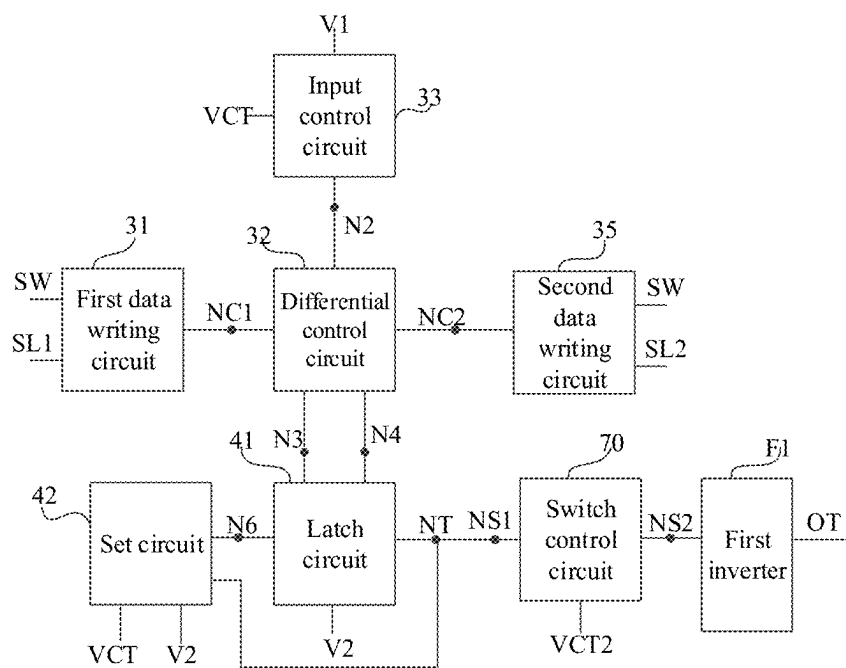 V1
Input
control
circuit
33
VCT
N2
31
32
35
SW
First data
writing
circuit
SL1
NC1
Differential
control
circuit
NC2
Second
data
writing
circuit
SW
SL2
N3
N4
41
70
F1
42
Set circuit
N6
Latch
circuit
NT
NS1
Switch
control
circuit
NS2
First
inverter
OT
VCT
V2
V2
VCT2